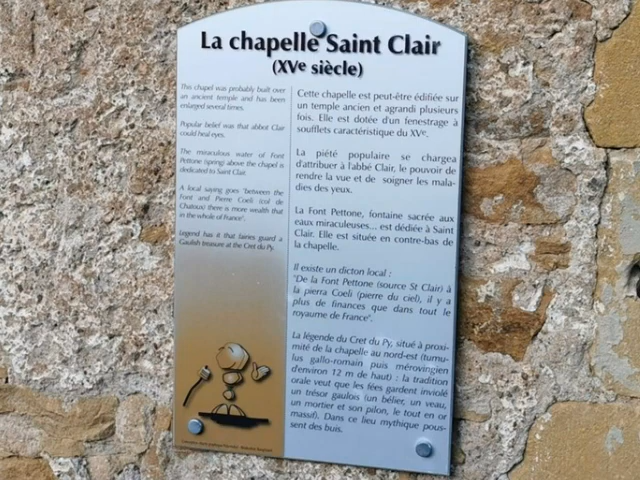 La chapelle Saint Clair
(XVe siècle)
This chapel was probably built over
an ancient temple and has been
enlarged several times.
Popular belief was that abbot Clair
could heal eyes.
The miraculous water of Font
Pettone (spring) above the chapel is
dedicated to Saint Clair.
A local saying goes "between the
Font and Pierre Coeli (col de
Chatoux) there is more wealth that
in the whole of France".
Legend has it that fairies guard a
Gaulish treasure at the Cret du Py.
Cette chapelle est peut-être édifiée sur
un temple ancien et agrandi plusieurs
fois. Elle est dotée d'un fenestrage à
soufflets caractéristique du XVe.
La piété populaire se chargea
d'attribuer à l'abbé Clair, le pouvoir de
rendre la vue et de soigner les mala-
dies des yeux.
La Font Pettone, fontaine sacrée aux
eaux miraculeuses... est dédiée à Saint
Clair. Elle est située en contre-bas de
la chapelle.
Il existe un dicton local :
"De la Font Pettone (source St Clair) à
la pierra Coeli (pierre du ciel), il y a
plus de finances que dans tout le
royaume de France".
La légende du Cret du Py, situé à proxi-
mité de la chapelle au nord-est (tumu-
lus gallo-romain puis mérovingien
d'environ 12 m de haut) : la tradition
orale veut que les fées gardent inviolé
un trésor gaulois (un bélier, un veau,
un mortier et son pilon, le tout en or
massif). Dans ce lieu mythique pous-
sent des buis.